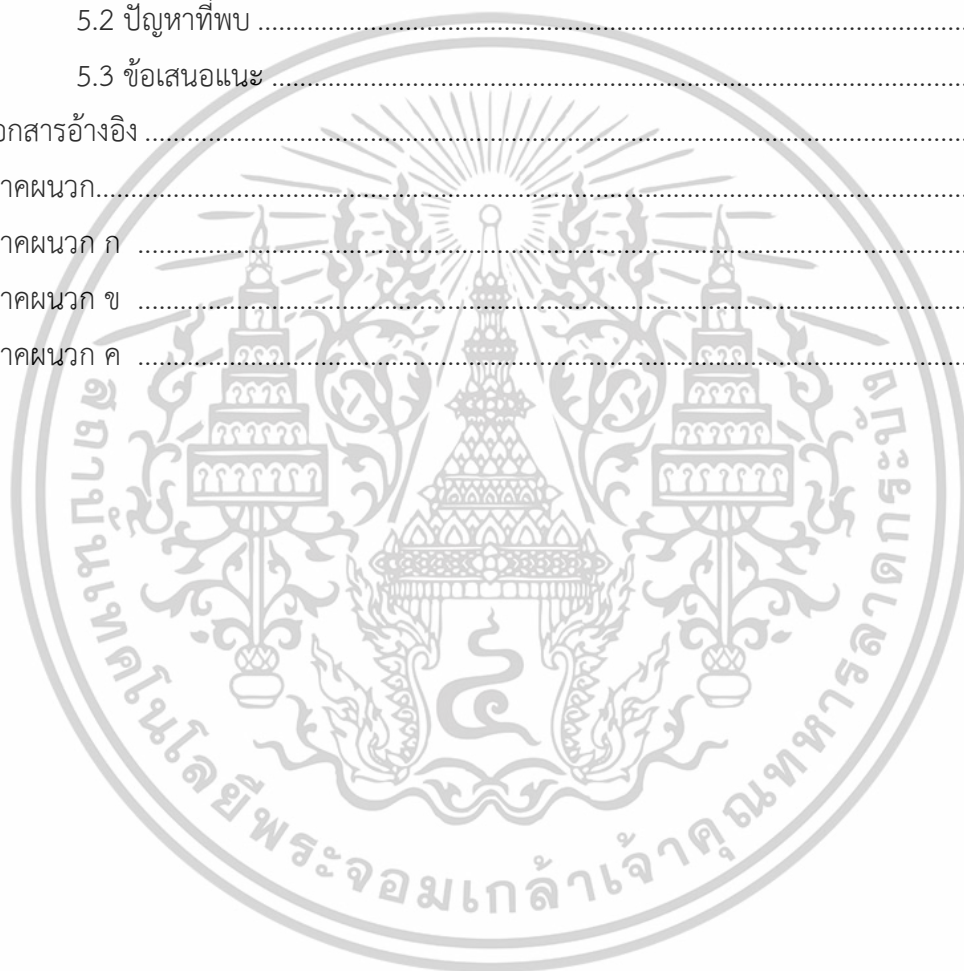 5.2 ปัญหาที่พบ ........................................................................................................
5.3 ข้อเสนอแนะ ........................................................................................................
อกสารอ้างอิง ........................................................................................................
าคผนวก........................................................................................................
าคผนวก ก ........................................................................................................
าคผนวก ข ........................................................................................................
าคผนวก ค ........................................................................................................
สถาบันเทคโนโลยีพระจอมเกล้าเจ้าคุณทหารลาดกระบัง
๔